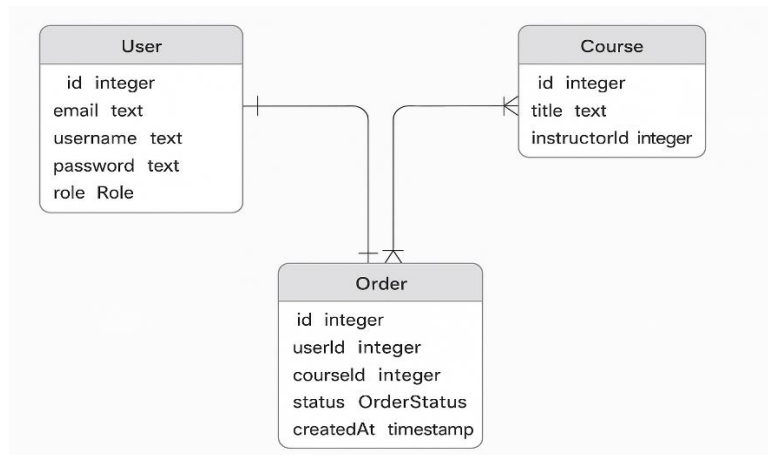 User
id integer
email text
username text
password text
role Role
Course
id integer
title text
instructorId integer
Order
id integer
userId integer
courseId integer
status OrderStatus
createdAt timestamp